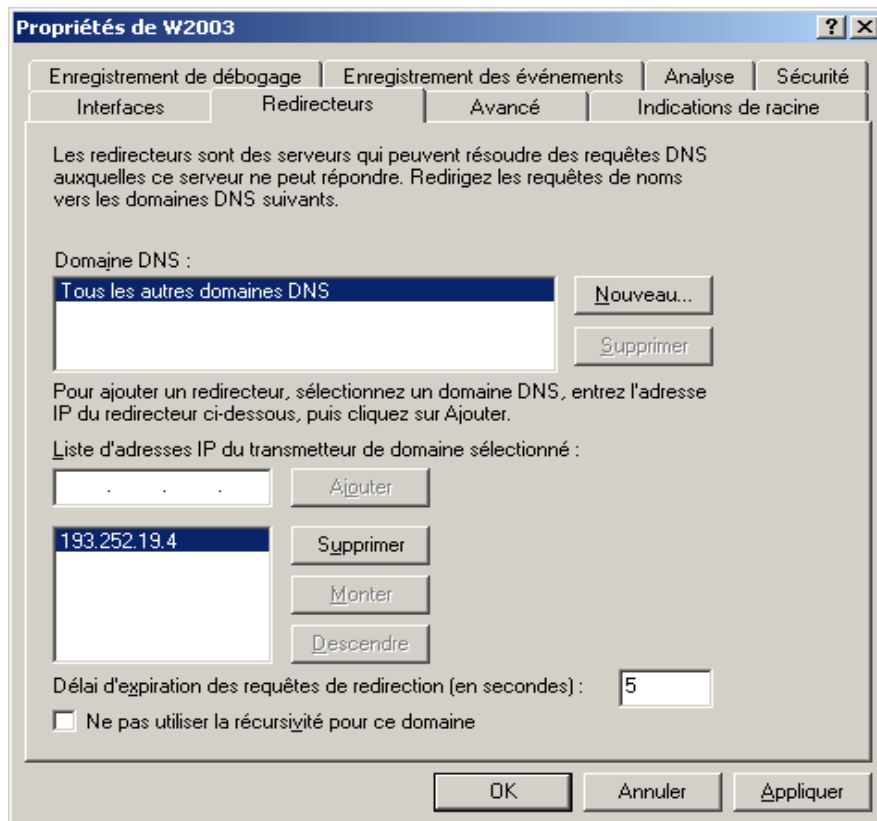 Propriétés de W2003
Enregistrement de débogage
Enregistrement des événements
Analyse
Sécurité
Interfaces
Redirecteurs
Avancé
Indications de racine
Les redirecteurs sont des serveurs qui peuvent résoudre des requêtes DNS
auxquelles ce serveur ne peut répondre. Redirigez les requêtes de noms
vers les domaines DNS suivants.
Domaine DNS :
Tous les autres domaines DNS
Nouveau...
Supprimer
Pour ajouter un redirecteur, sélectionnez un domaine DNS, entrez l'adresse
IP du redirecteur ci-dessous, puis cliquez sur Ajouter.
Liste d'adresses IP du transmetteur de domaine sélectionné :
. . .
Ajouter
193.252.19.4
Supprimer
Monter
Descendre
Délai d'expiration des requêtes de redirection (en secondes) :
5
Ne pas utiliser la récursivité pour ce domaine
OK
Annuler
Appliquer